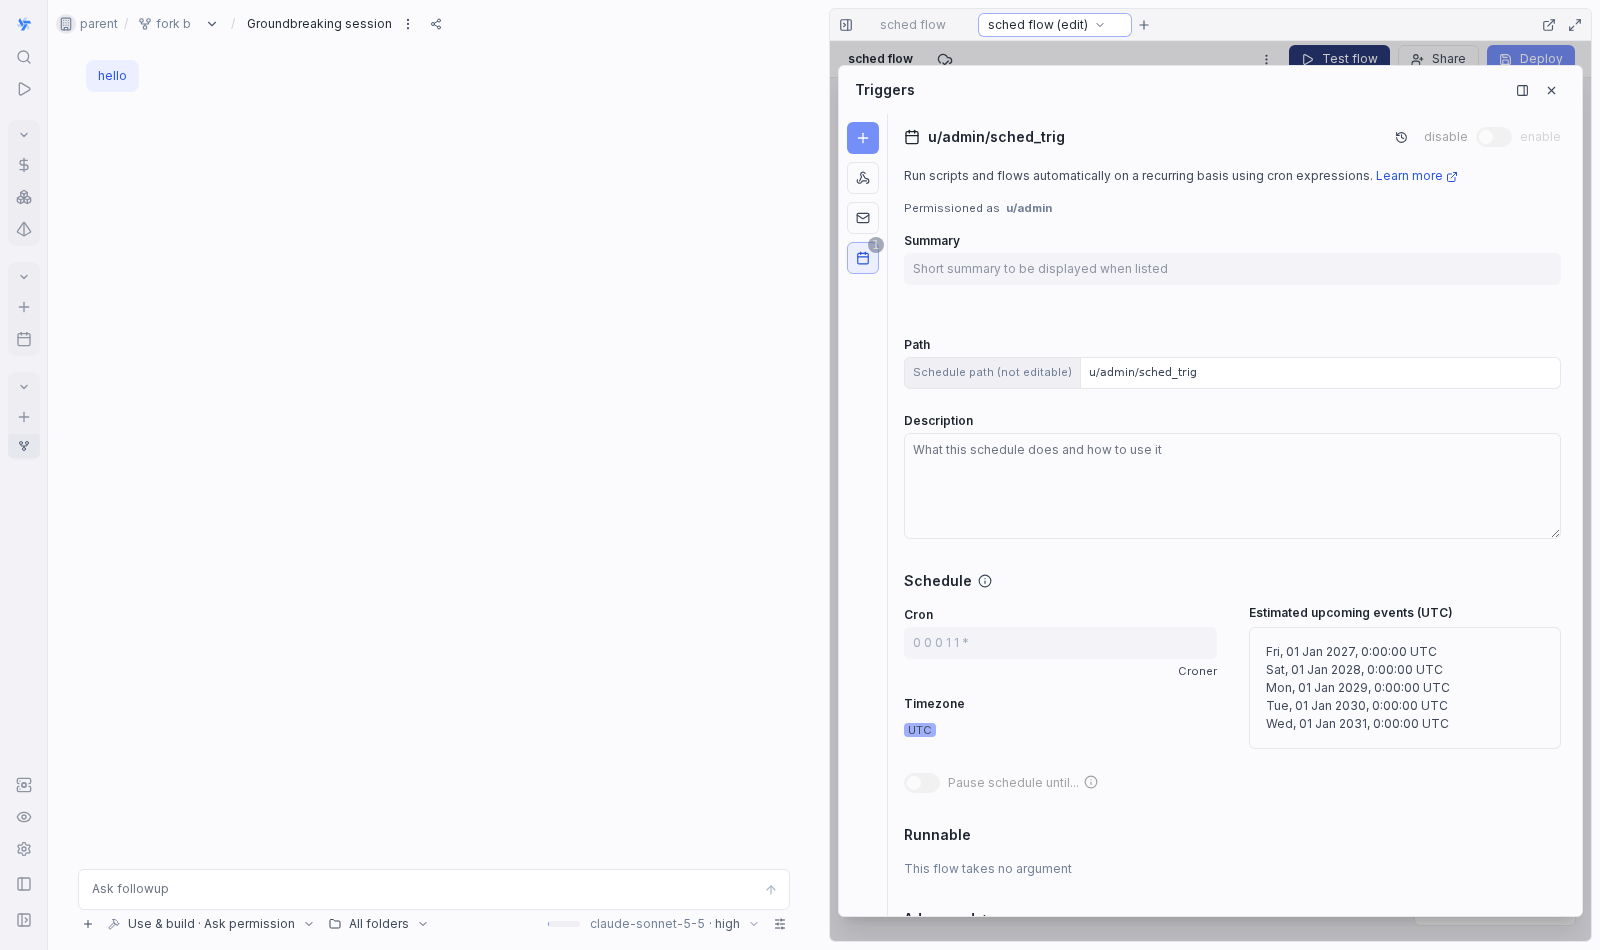 parent / fork b / Groundbreaking session
hello
sched flow
sched flow (edit)
sched flow
Test flow
Share
Deploy
Triggers
u/admin/sched_trig
disable
enable
Run scripts and flows automatically on a recurring basis using cron expressions. Learn more
Permissioned as u/admin
Summary
Short summary to be displayed when listed
1
Path
Schedule path (not editable)
u/admin/sched_trig
Description
What this schedule does and how to use it
Schedule
Cron
0 0 0 1 1 *
Croner
Estimated upcoming events (UTC)
Fri, 01 Jan 2027, 0:00:00 UTC
Sat, 01 Jan 2028, 0:00:00 UTC
Mon, 01 Jan 2029, 0:00:00 UTC
Tue, 01 Jan 2030, 0:00:00 UTC
Wed, 01 Jan 2031, 0:00:00 UTC
Timezone
UTC
Pause schedule until...
Runnable
This flow takes no argument
Ask followup
Use & build · Ask permission
All folders
claude-sonnet-5-5 · high